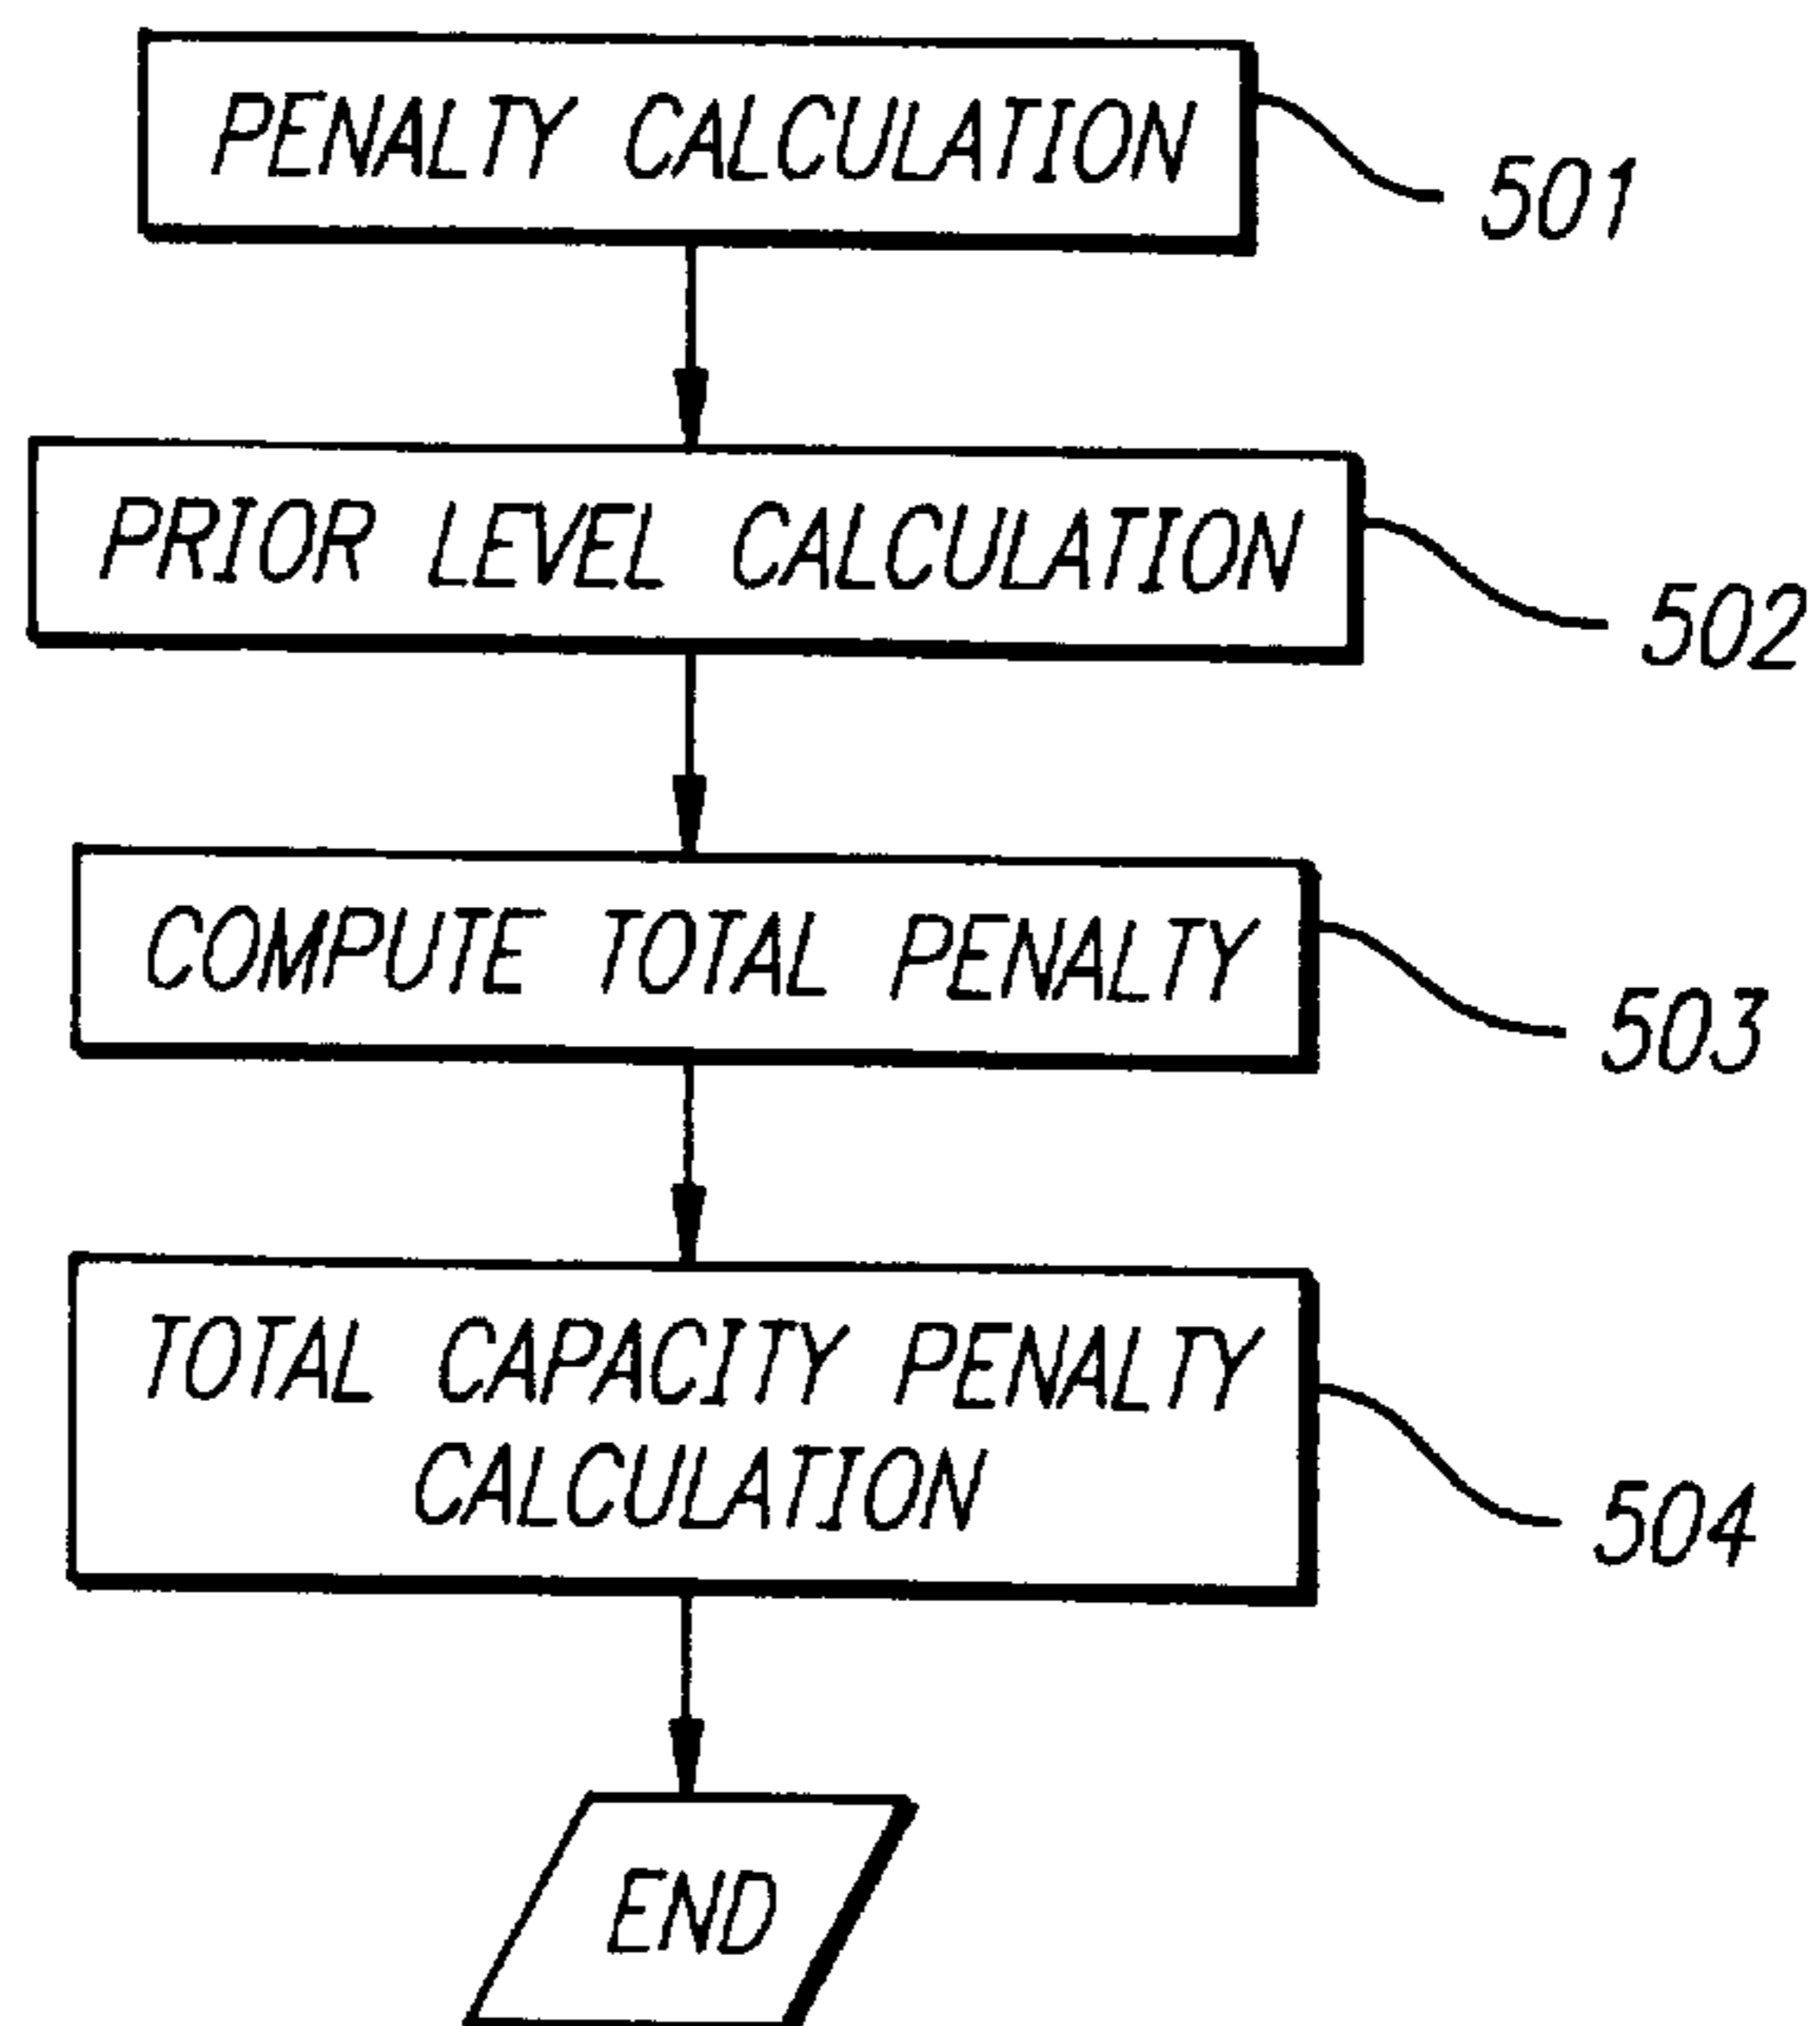 PENALTY CALCULATION
501
PRIOR LEVEL CALCULATION
502
COMPUTE TOTAL PENALTY
503
TOTAL CAPACITY PENALTY
CALCULATION
504
END